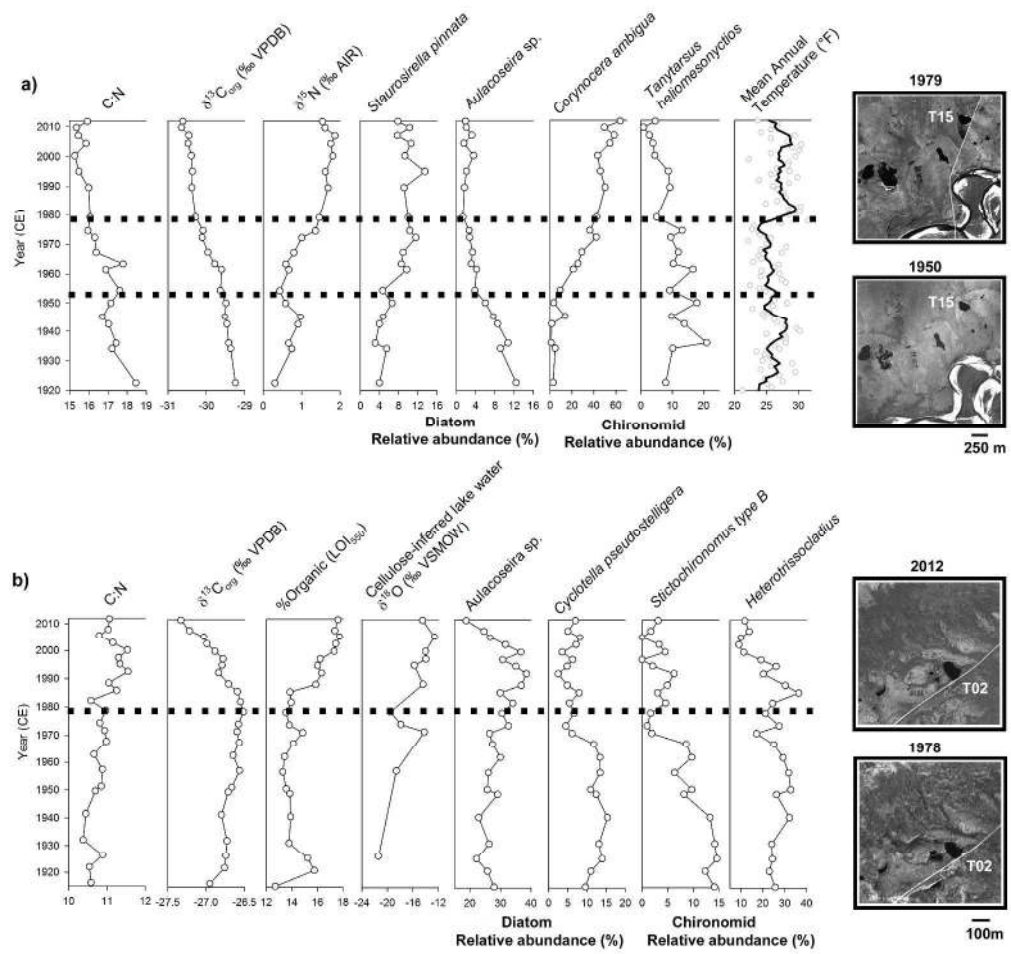 a)
C:N
δ13Corg (‰ VPDB)
δ15N (‰ AIR)
Staurosirella pinnata
Aulacoseira sp.
Corynocera ambigua
Tanytarsus
heliomesonyctios
Mean Annual
Temperature (°F)
Year (CE)
2010
2000
1990
1980
1970
1960
1950
1940
1930
1920
15 16 17 18 19
-31 -30 -29
0 1 2
0 4 8 12 16
0 4 8 12 16
0 20 40 60
0 10 20
20 25 30
Diatom
Relative abundance (%)
Chironomid
Relative abundance (%)
1979
T15
1950
T15
250 m
b)
C:N
δ13Corg (‰ VPDB)
%Organic (LOI550)
Cellulose-inferred lake water
δ18O (‰ VSMOW)
Aulacoseira sp.
Cyclotella pseudostelligera
Stictochironomus type B
Heterotrissocladius
Year (CE)
2010
2000
1990
1980
1970
1960
1950
1940
1930
1920
10 11 12
-27.5 -27.0 -26.5
12 14 16 18
-24 -20 -16 -12
20 30 40
0 5 10 15 20
0 5 10 15
0 10 20 30 40
Diatom
Relative abundance (%)
Chironomid
Relative abundance (%)
2012
T02
1978
T02
100m